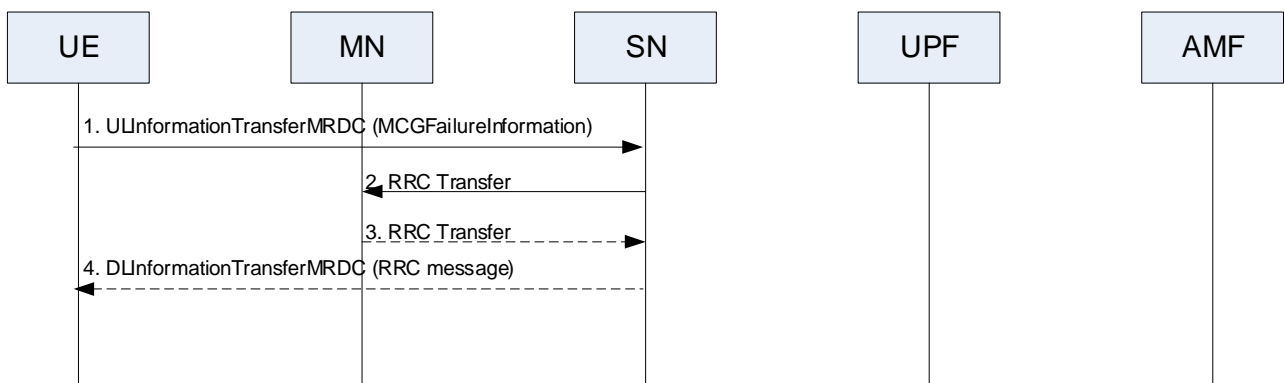 UE
MN
SN
UPF
AMF
1. ULInformationTransferMRDC (MCGFailureInformation)
2. RRC Transfer
3. RRC Transfer
4. DLInformationTransferMRDC (RRC message)